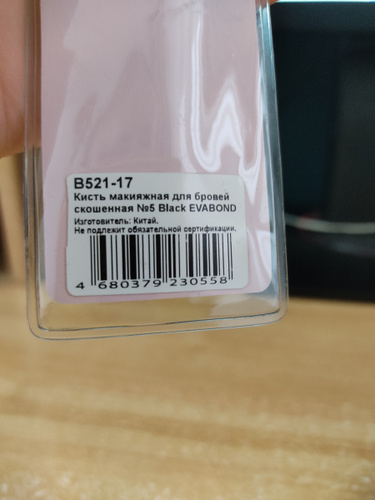 B521-17
Кисть макияжная для бровей
скошенная №5 Black EVABOND
Изготовитель: Китай.
Не подлежит обязательной сертификации.
4 680379 230558